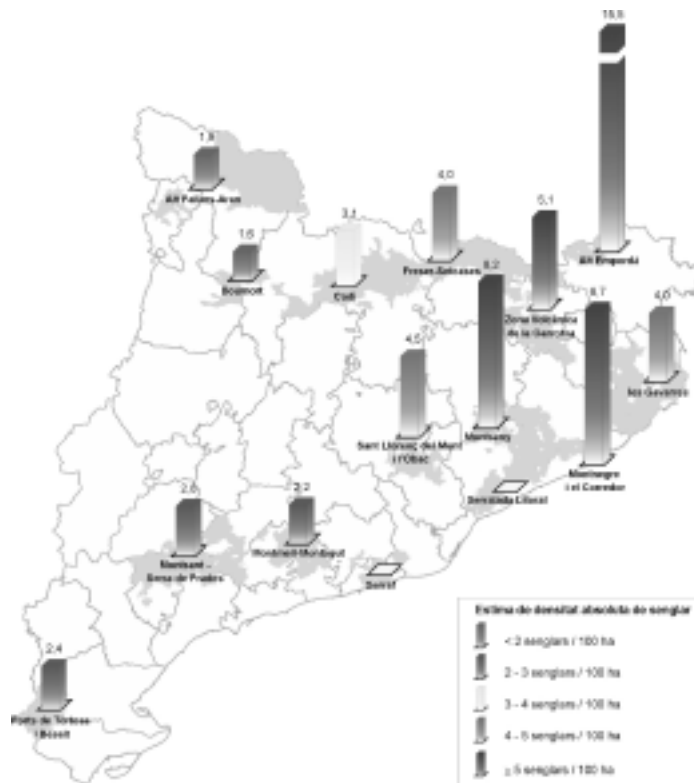 15,5
1,9
Alt Pallars-Aran
4,0
3,1
5,1
1,6
Freser-Setcases
Alt Empordà
Boumort
Cadí
8,2
8,7
4,0
Zona Volcànica
de la Garrotxa
4,5
les Gavarres
Sant Llorenç del Munt
i l'Obac
Montseny
Montnegre
i el Corredor
Serralada Litoral
2,2
Montmell-Montagut
Montsant –
Serra de Prades
Garraf
Estima de densitat absoluta de senglar
< 2 senglars / 100 ha
2 - 3 senglars / 100 ha
2,4
3 - 4 senglars / 100 ha
Ports de Tortosa
i Beseit
4 - 5 senglars / 100 ha
≥ 5 senglars / 100 ha